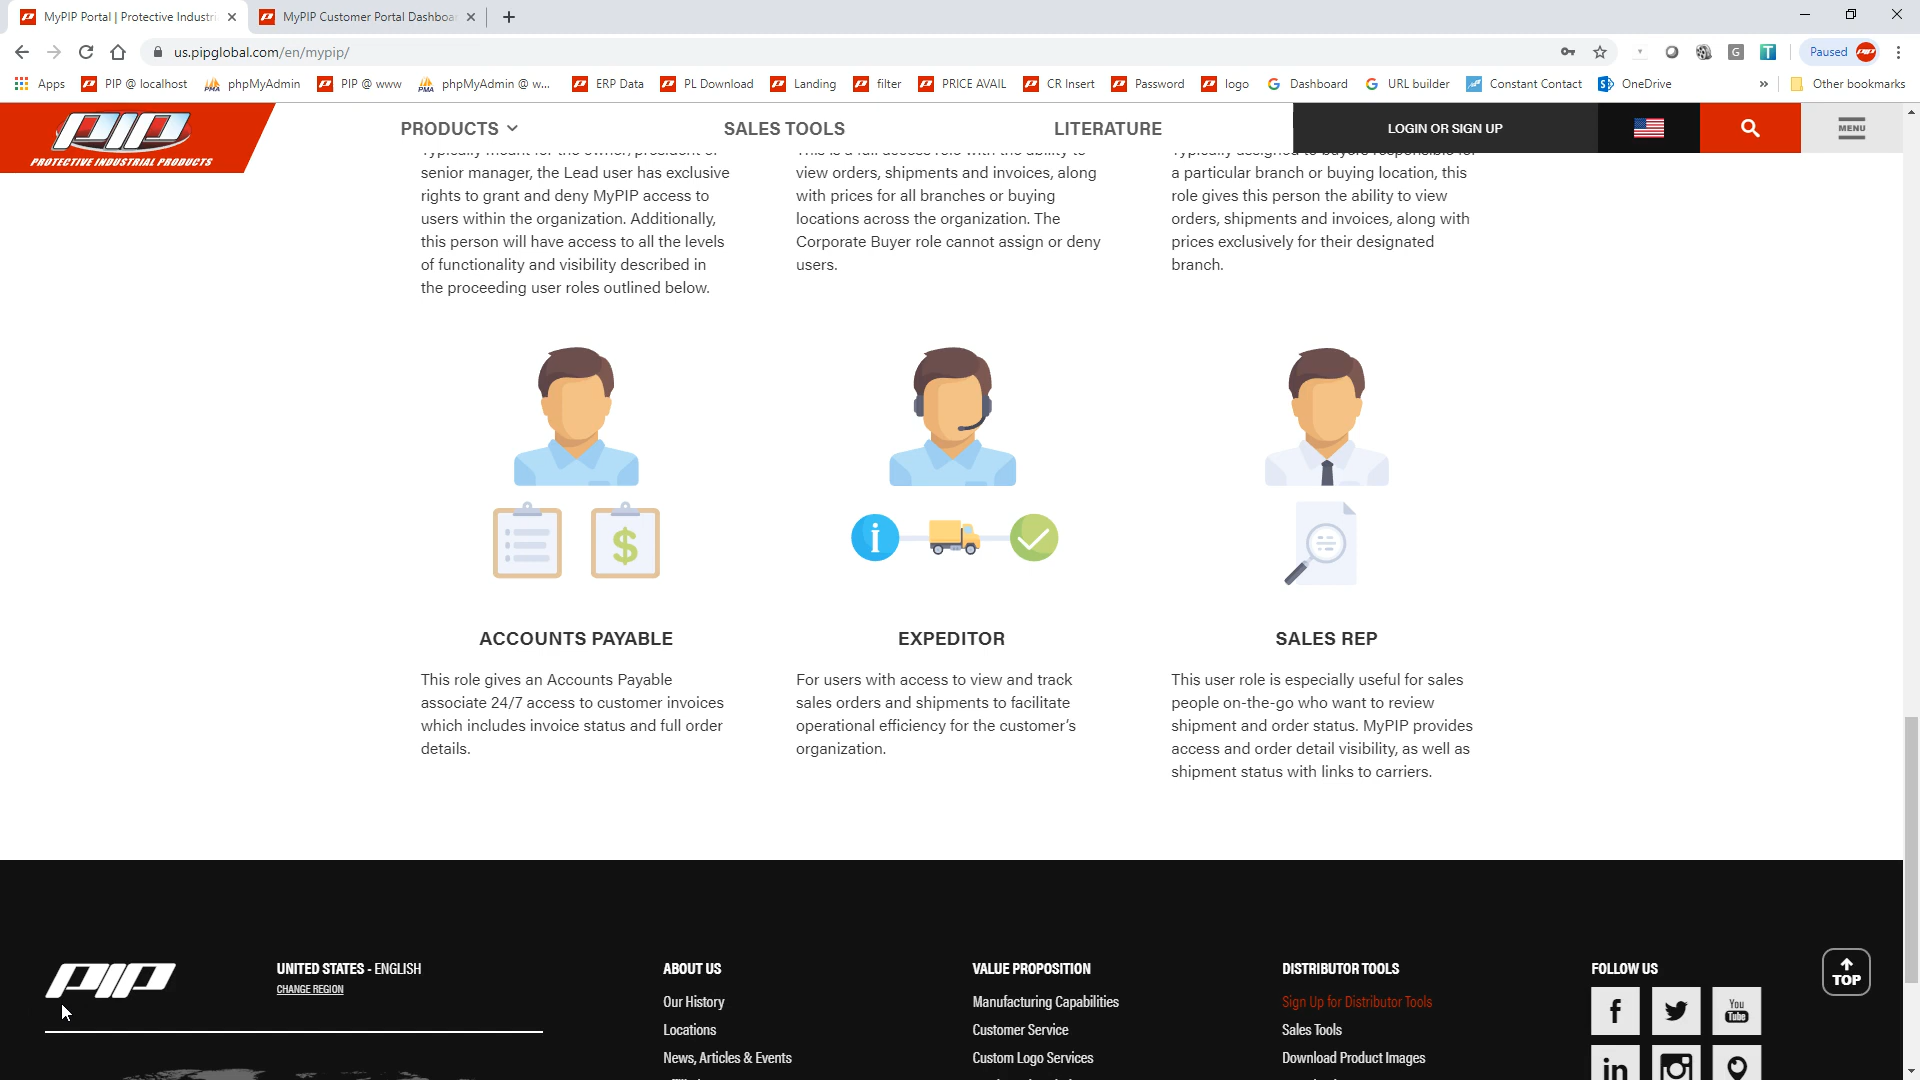 MyPIP Portal | Protective Industri
MyPIP Customer Portal Dashboa
us.pipglobal.com/en/mypip/
Paused
Apps
PIP @ localhost
phpMyAdmin
PIP @ www
phpMyAdmin @ w...
ERP Data
PL Download
Landing
filter
PRICE AVAIL
CR Insert
Password
logo
Dashboard
URL builder
Constant Contact
OneDrive
Other bookmarks
PIP
PROTECTIVE INDUSTRIAL PRODUCTS
PRODUCTS
SALES TOOLS
LITERATURE
LOGIN OR SIGN UP
MENU
senior manager, the Lead user has exclusive
rights to grant and deny MyPIP access to
users within the organization. Additionally,
this person will have access to all the levels
of functionality and visibility described in
the proceeding user roles outlined below.
view orders, shipments and invoices, along
with prices for all branches or buying
locations across the organization. The
Corporate Buyer role cannot assign or deny
users.
a particular branch or buying location, this
role gives this person the ability to view
orders, shipments and invoices, along with
prices exclusively for their designated
branch.
ACCOUNTS PAYABLE
This role gives an Accounts Payable
associate 24/7 access to customer invoices
which includes invoice status and full order
details.
EXPEDITOR
For users with access to view and track
sales orders and shipments to facilitate
operational efficiency for the customer's
organization.
SALES REP
This user role is especially useful for sales
people on-the-go who want to review
shipment and order status. MyPIP provides
access and order detail visibility, as well as
shipment status with links to carriers.
PIP
UNITED STATES - ENGLISH
CHANGE REGION
ABOUT US
Our History
Locations
News, Articles & Events
VALUE PROPOSITION
Manufacturing Capabilities
Customer Service
Custom Logo Services
DISTRIBUTOR TOOLS
Sign Up for Distributor Tools
Sales Tools
Download Product Images
FOLLOW US
You
Tube
TOP